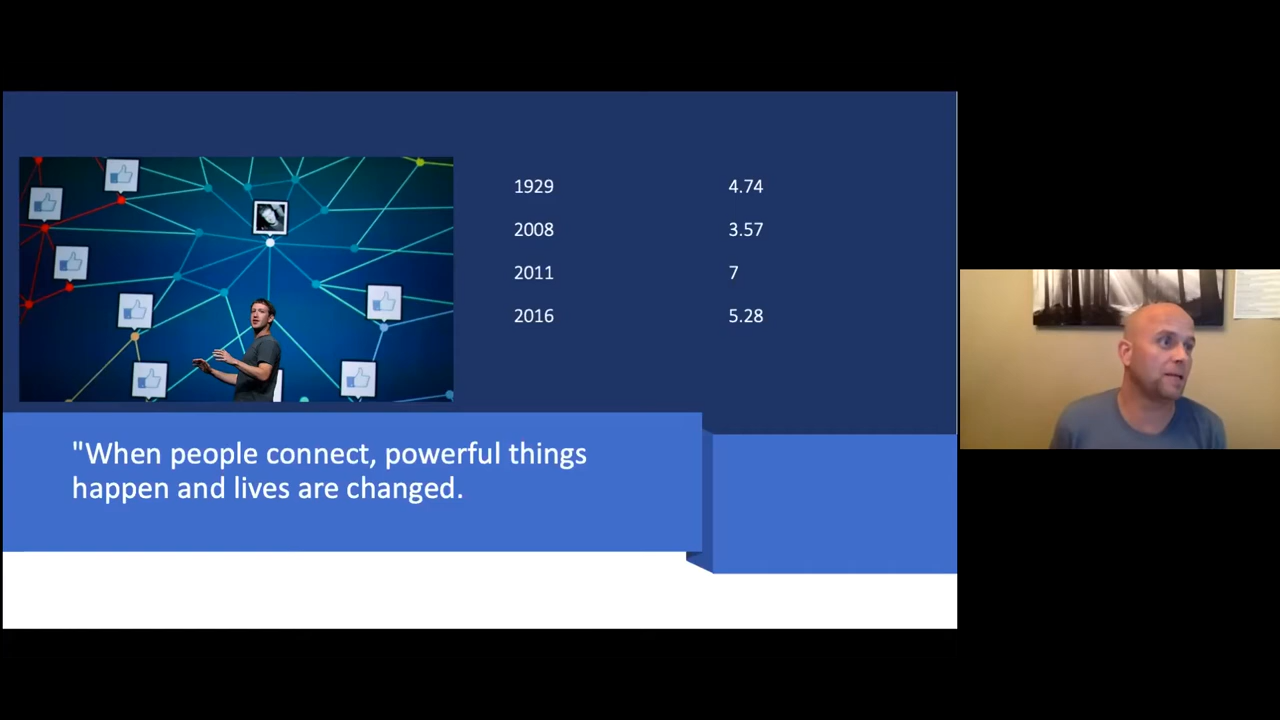 1929 4.74
2008 3.57
2011 7
2016 5.28
"When people connect, powerful things
happen and lives are changed.